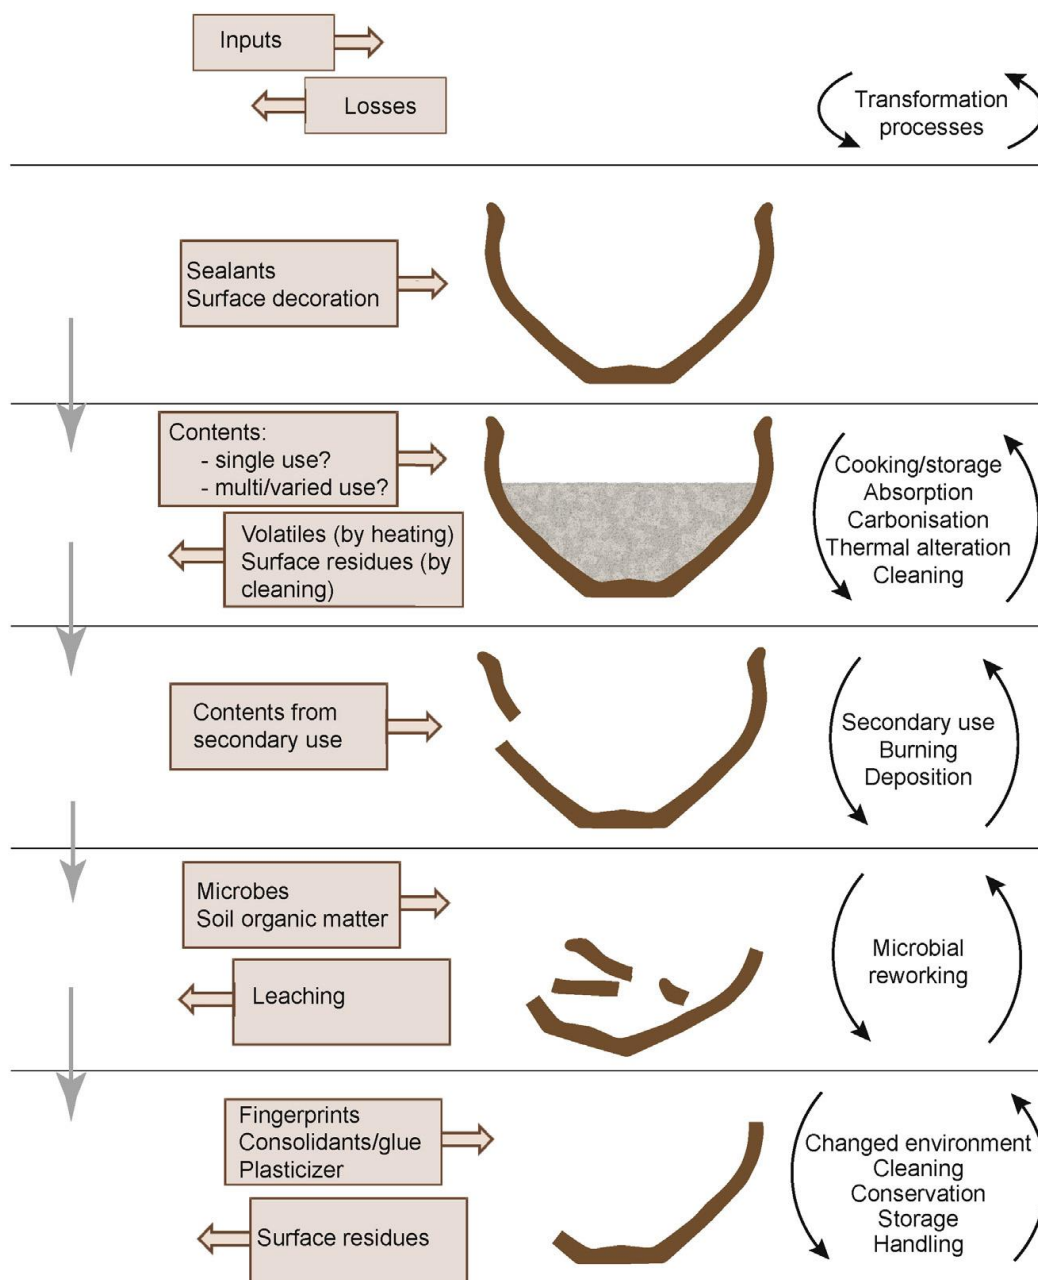 Inputs
Losses
Transformation
processes
Sealants
Surface decoration
Contents:
- single use?
- multi/varied use?
Volatiles (by heating)
Surface residues (by
cleaning)
Cooking/storage
Absorption
Carbonisation
Thermal alteration
Cleaning
Contents from
secondary use
Secondary use
Burning
Deposition
Microbes
Soil organic matter
Leaching
Microbial
reworking
Fingerprints
Consolidants/glue
Plasticizer
Surface residues
Changed environment
Cleaning
Conservation
Storage
Handling